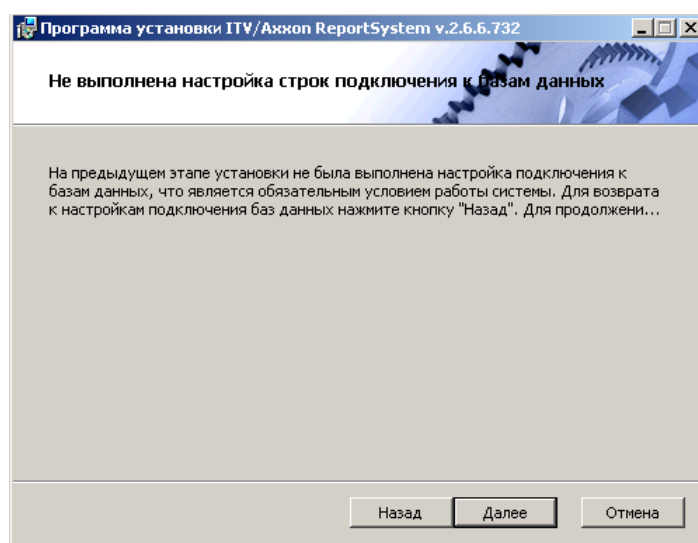 Программа установки ITV/Axxon ReportSystem v.2.6.6.732
Не выполнена настройка строк подключения к базам данных
На предыдущем этапе установки не была выполнена настройка подключения к
базам данных, что является обязательным условием работы системы. Для возврата
к настройкам подключения баз данных нажмите кнопку "Назад". Для продолжени...
Назад
Далее
Отмена